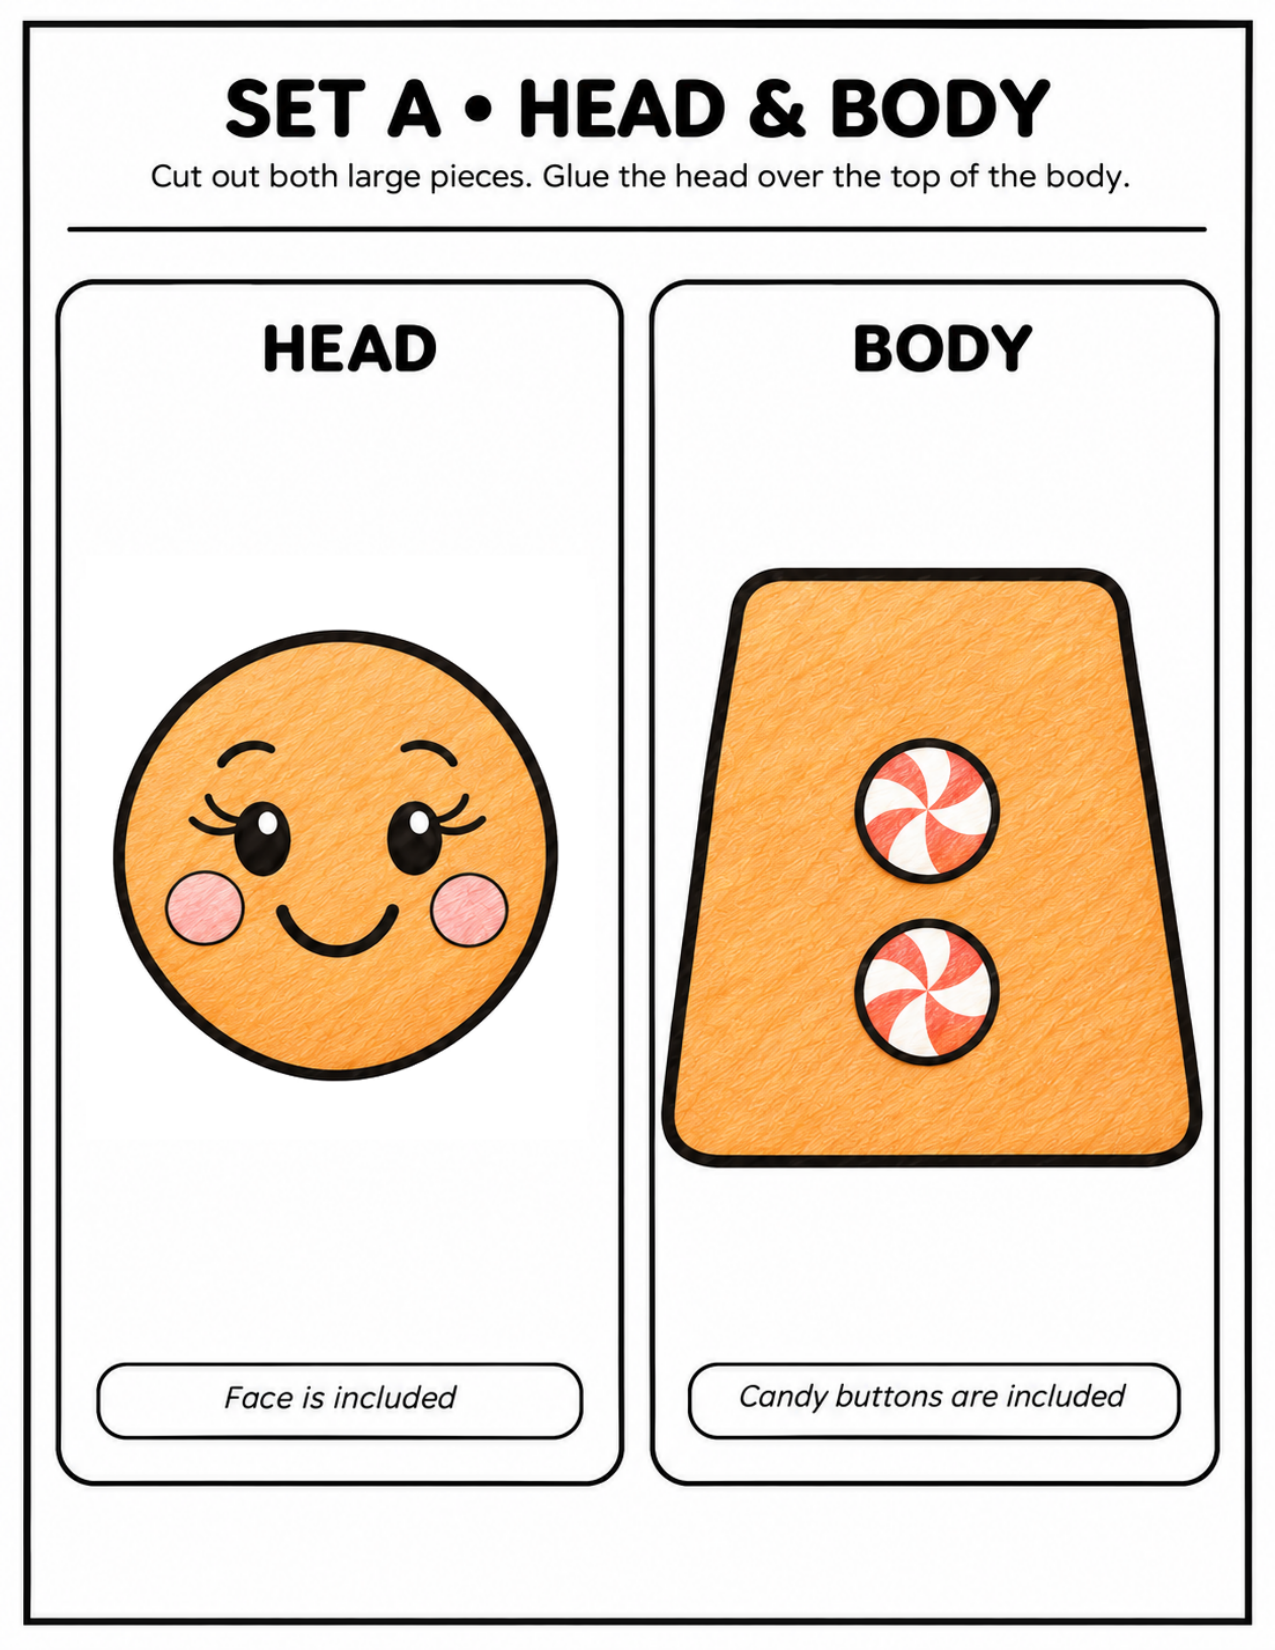 SET A • HEAD & BODY
Cut out both large pieces. Glue the head over the top of the body.
HEAD
BODY
Face is included
Candy buttons are included